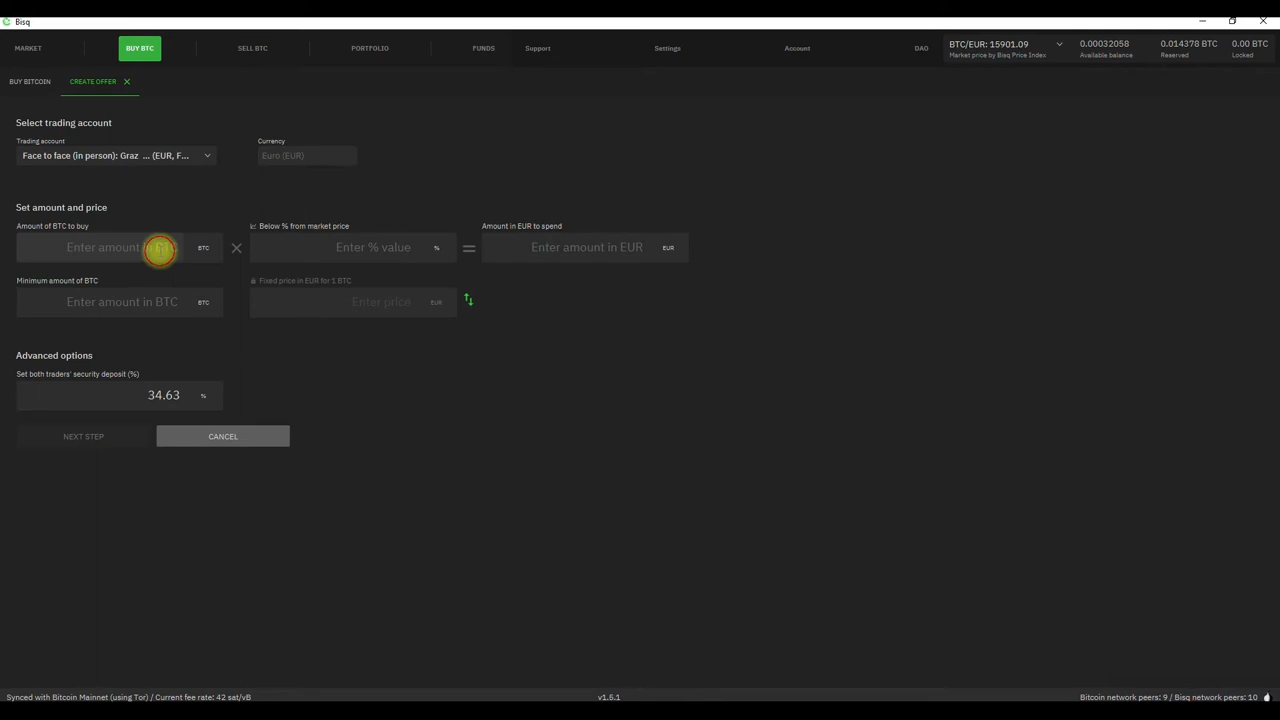 Bisq
MARKET BUY BTC SELL BTC PORTFOLIO FUNDS Support Settings Account DAO BTC/EUR: 15901.09 0.00032058 0.014378 BTC 0.00 BTC
Market price by Bisq Price Index Available balance Reserved Locked
BUY BITCOIN CREATE OFFER
Select trading account
Trading account Currency
Face to face (in person): Graz ... (EUR, F... Euro (EUR)
Set amount and price
Amount of BTC to buy Below % from market price Amount in EUR to spend
Enter amount in BTC BTC Enter % value % = Enter amount in EUR EUR
Minimum amount of BTC Fixed price in EUR for 1 BTC
Enter amount in BTC BTC Enter price EUR
Advanced options
Set both traders' security deposit (%)
34.63 %
NEXT STEP CANCEL
Synced with Bitcoin Mainnet (using Tor) / Current fee rate: 42 sat/vB v1.5.1 Bitcoin network peers: 9 / Bisq network peers: 10